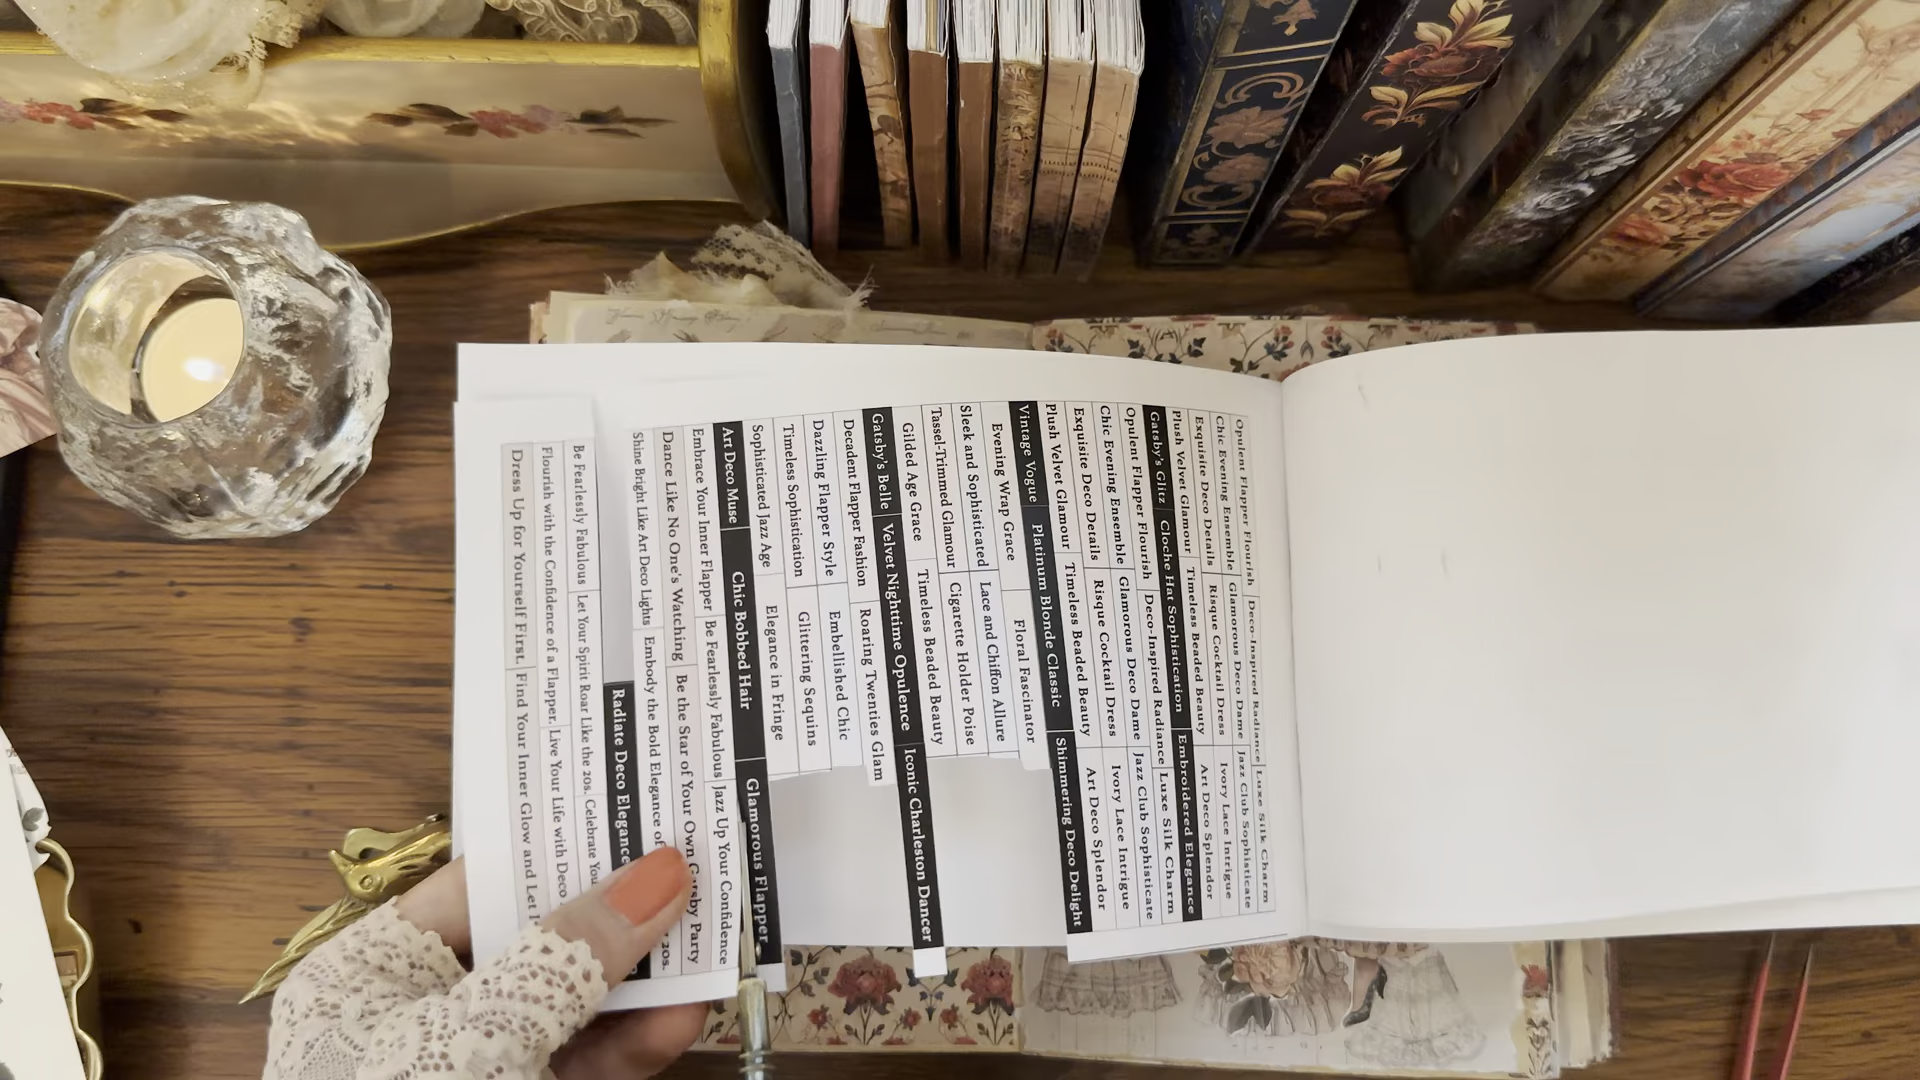 Opulent Flapper Flourish Deco-Inspired Radiance Luxe Silk Charm
Chic Evening Ensemble Glamorous Deco Dame Jazz Club Sophisticate
Exquisite Deco Details Risque Cocktail Dress Ivory Lace Intrigue
Plush Velvet Glamour Timeless Beaded Beauty Art Deco Splendor
Gatsby's Glitz Cloche Hat Sophistication Embroidered Elegance
Opulent Flapper Flourish Deco-Inspired Radiance Luxe Silk Charm
Chic Evening Ensemble Glamorous Deco Dame Jazz Club Sophisticate
Exquisite Deco Details Risque Cocktail Dress Ivory Lace Intrigue
Plush Velvet Glamour Timeless Beaded Beauty Art Deco Splendor
Vintage Vogue Platinum Blonde Classic Shimmering Deco Delight
Evening Wrap Grace Floral Fascinator
Sleek and Sophisticated Lace and Chiffon Allure
Tassel-Trimmed Glamour Cigarette Holder Poise
Gilded Age Grace Timeless Beaded Beauty
Gatsby's Belle Velvet Nighttime Opulence Iconic Charleston Dancer
Decadent Flapper Fashion Roaring Twenties Glam
Dazzling Flapper Style Embellished Chic
Timeless Sophistication Glittering Sequins
Sophisticated Jazz Age Elegance in Fringe
Art Deco Muse Chic Bobbed Hair Glamorous Flapper
Embrace Your Inner Flapper Be Fearlessly Fabulous Jazz Up Your Confidence
Dance Like No One's Watching Be the Star of Your Own Gatsby Party
Shine Bright Like Art Deco Lights Embody the Bold Elegance of 20s.
Radiate Deco Elegance
Be Fearlessly Fabulous Let Your Spirit Roar Like the 20s. Celebrate
Flourish with the Confidence of a Flapper. Live Your Life with Deco
Dress Up for Yourself First. Find Your Inner Glow and Let